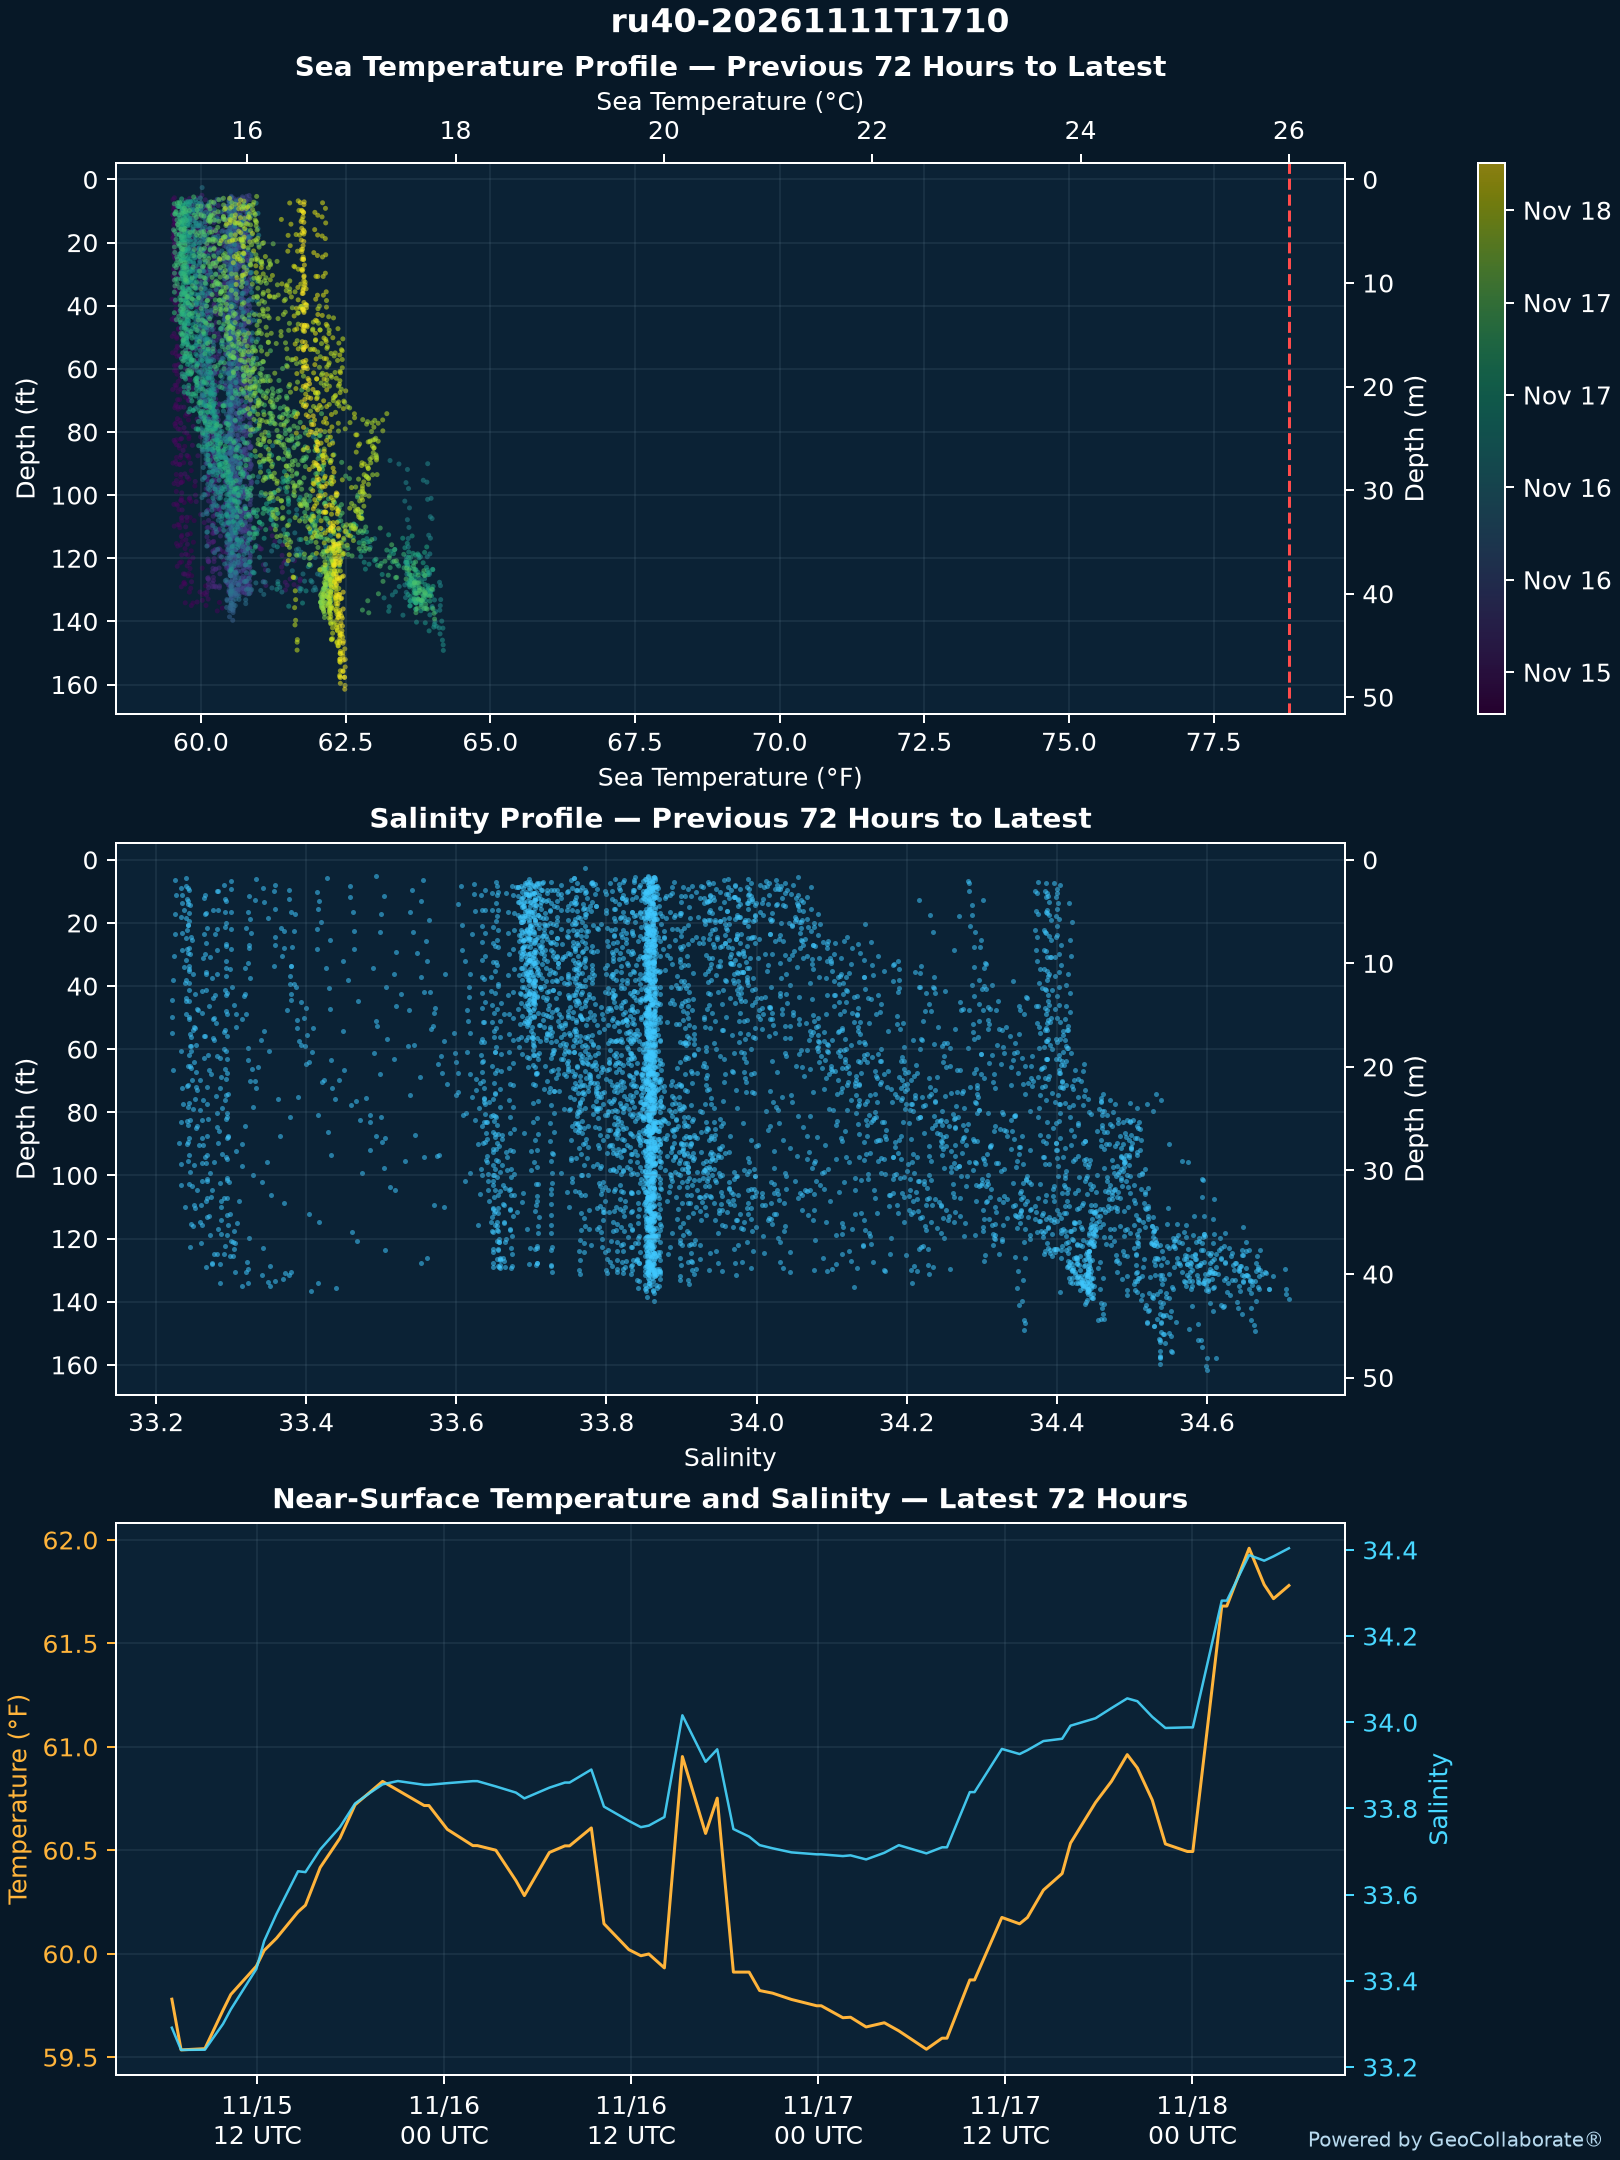 ru40-20261111T1710
Sea Temperature Profile — Previous 72 Hours to Latest
Sea Temperature (°C)
16 18 20 22 24 26
0 0
20
10
40
60
20
80
100
30
120
40
140
160
50
Depth (ft)
Depth (m)
60.0 62.5 65.0 67.5 70.0 72.5 75.0 77.5
Sea Temperature (°F)
Nov 18
Nov 17
Nov 17
Nov 16
Nov 16
Nov 15
Salinity Profile — Previous 72 Hours to Latest
0 0
20
10
40
60
20
80
100
30
120
40
140
160
50
Depth (ft)
Depth (m)
33.2 33.4 33.6 33.8 34.0 34.2 34.4 34.6
Salinity
Near-Surface Temperature and Salinity — Latest 72 Hours
62.0
61.5
61.0
60.5
60.0
59.5
Temperature (°F)
34.4
34.2
34.0
33.8
33.6
33.4
33.2
Salinity
11/15 11/16 11/16 11/17 11/17 11/18
12 UTC 00 UTC 12 UTC 00 UTC 12 UTC 00 UTC
Powered by GeoCollaborate®